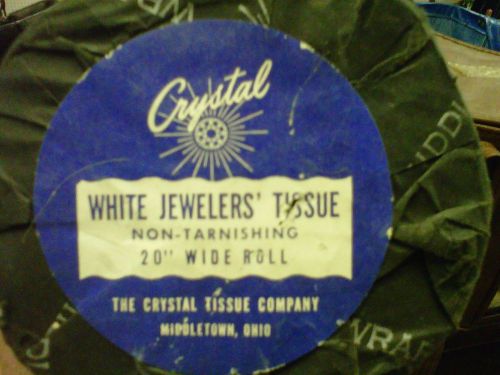 Crystal
WHITE JEWELERS' TISSUE
NON-TARNISHING
20" WIDE ROLL
THE CRYSTAL TISSUE COMPANY
MIDDLETOWN, OHIO